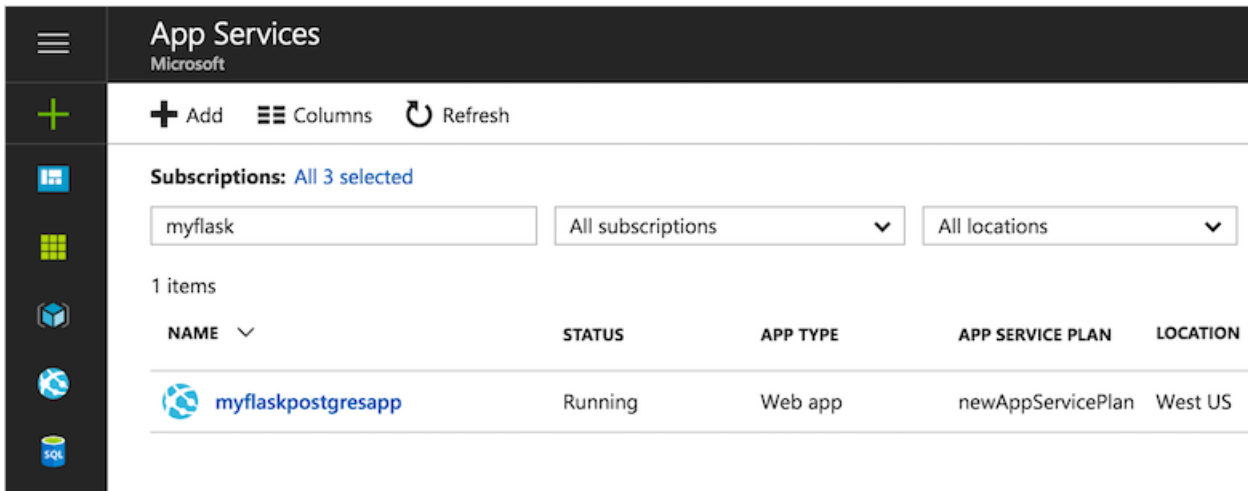 App Services
Microsoft
Add Columns Refresh
Subscriptions: All 3 selected
myflask All subscriptions All locations
1 items
NAME STATUS APP TYPE APP SERVICE PLAN LOCATION
myflaskpostgresapp Running Web app newAppServicePlan West US
SQL